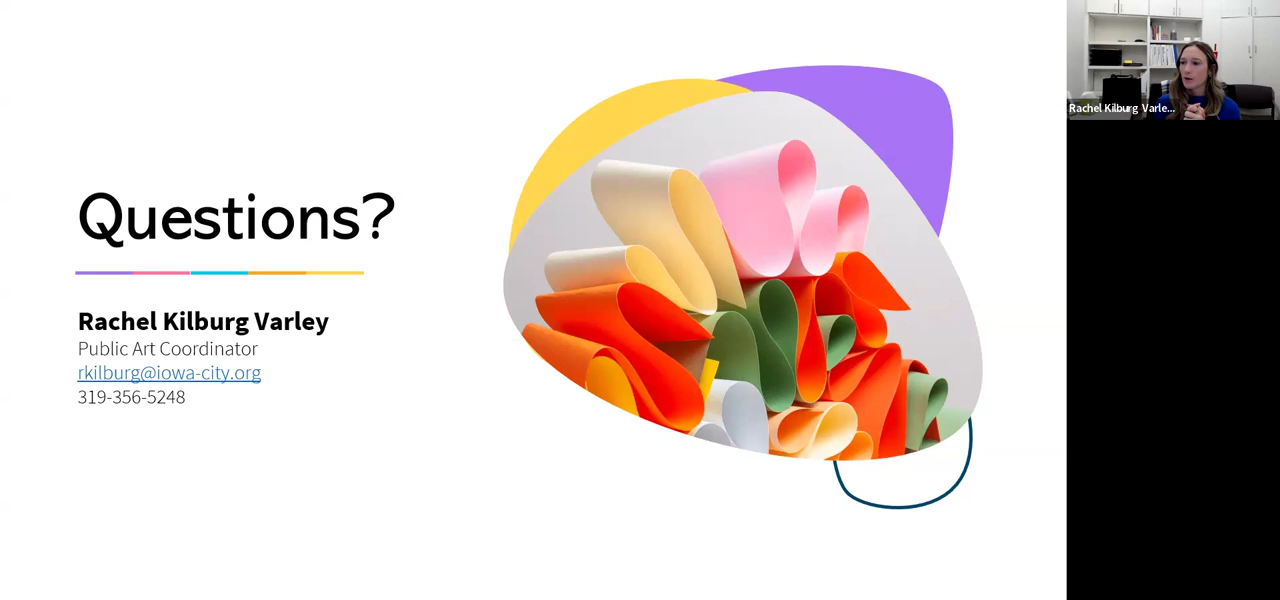 Questions?
Rachel Kilburg Varley
Public Art Coordinator
rkilburg@iowa-city.org
319-356-5248
Rachel Kilburg Varle...